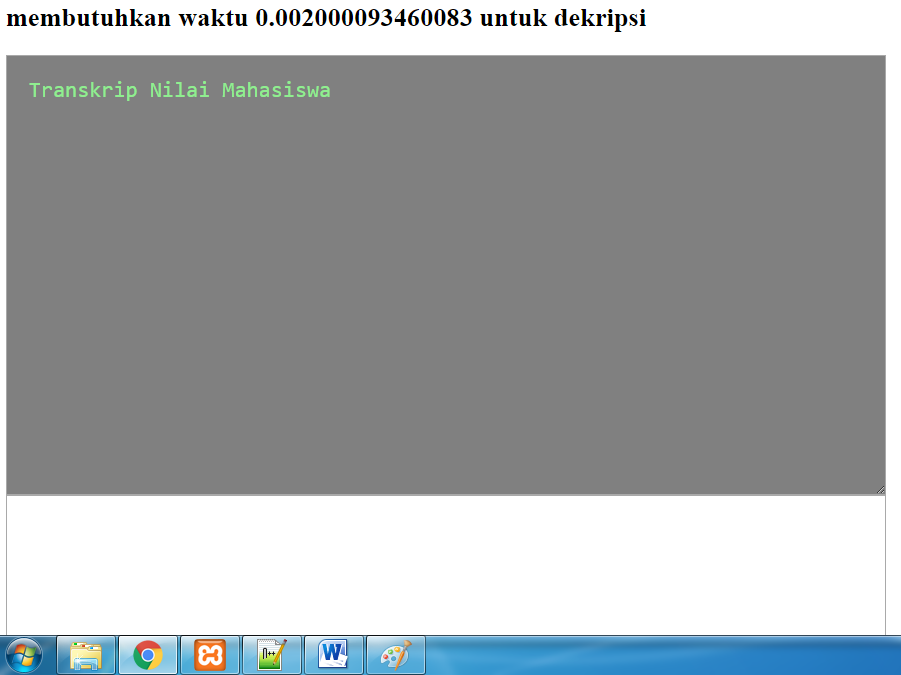 membutuhkan waktu 0.002000093460083 untuk dekripsi
Transkrip Nilai Mahasiswa